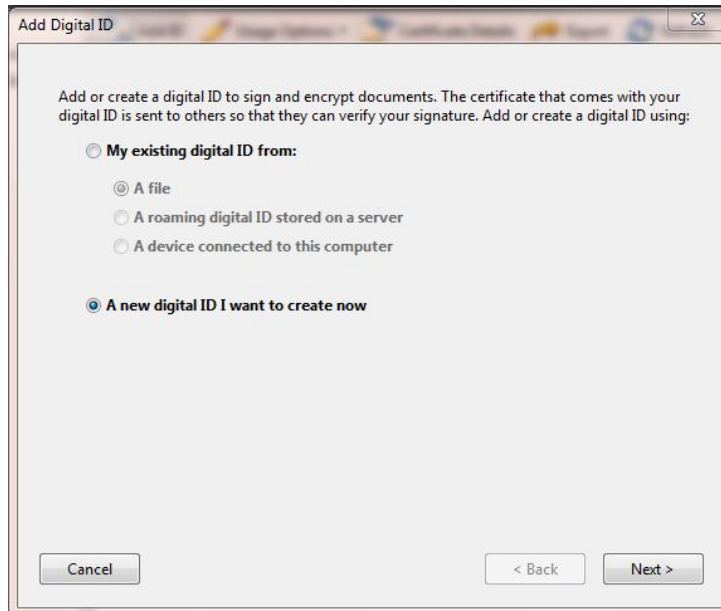 Add Digital ID
Add or create a digital ID to sign and encrypt documents. The certificate that comes with your
digital ID is sent to others so that they can verify your signature. Add or create a digital ID using:
My existing digital ID from:
A file
A roaming digital ID stored on a server
A device connected to this computer
A new digital ID I want to create now
Cancel
< Back
Next >